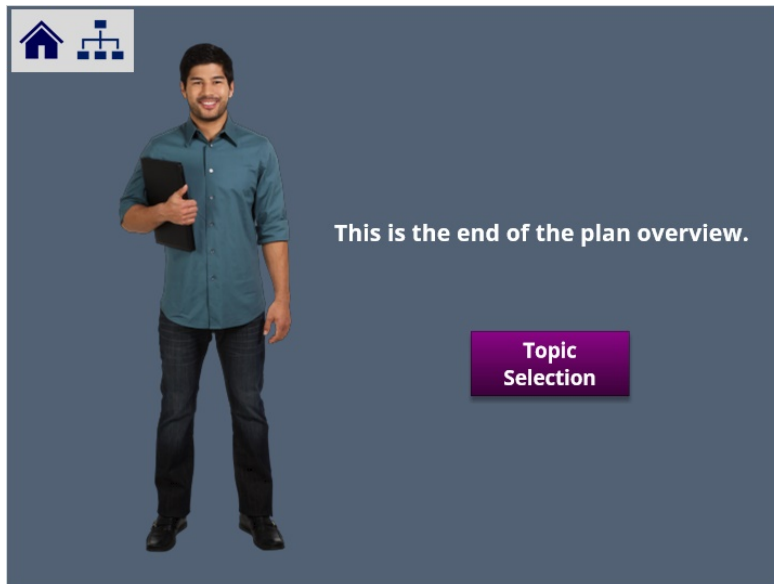 This is the end of the plan overview.
Topic
Selection